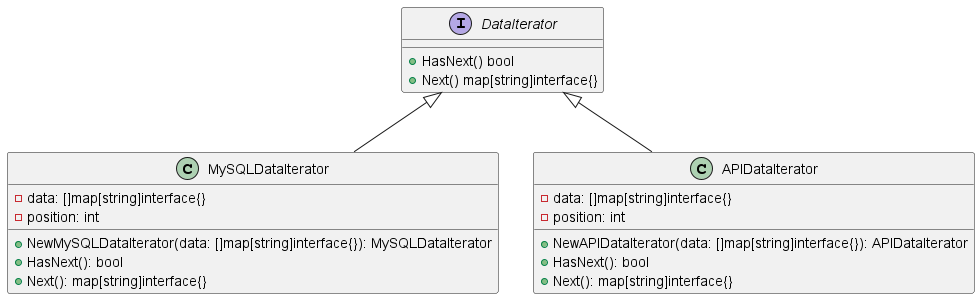 I DataIterator
HasNext() bool
Next() map[string]interface{}
C MySQLDataIterator
data: []map[string]interface{}
position: int
NewMySQLDataIterator(data: []map[string]interface{}): MySQLDataIterator
HasNext(): bool
Next(): map[string]interface{}
C APIDataIterator
data: []map[string]interface{}
position: int
NewAPIDataIterator(data: []map[string]interface{}): APIDataIterator
HasNext(): bool
Next(): map[string]interface{}